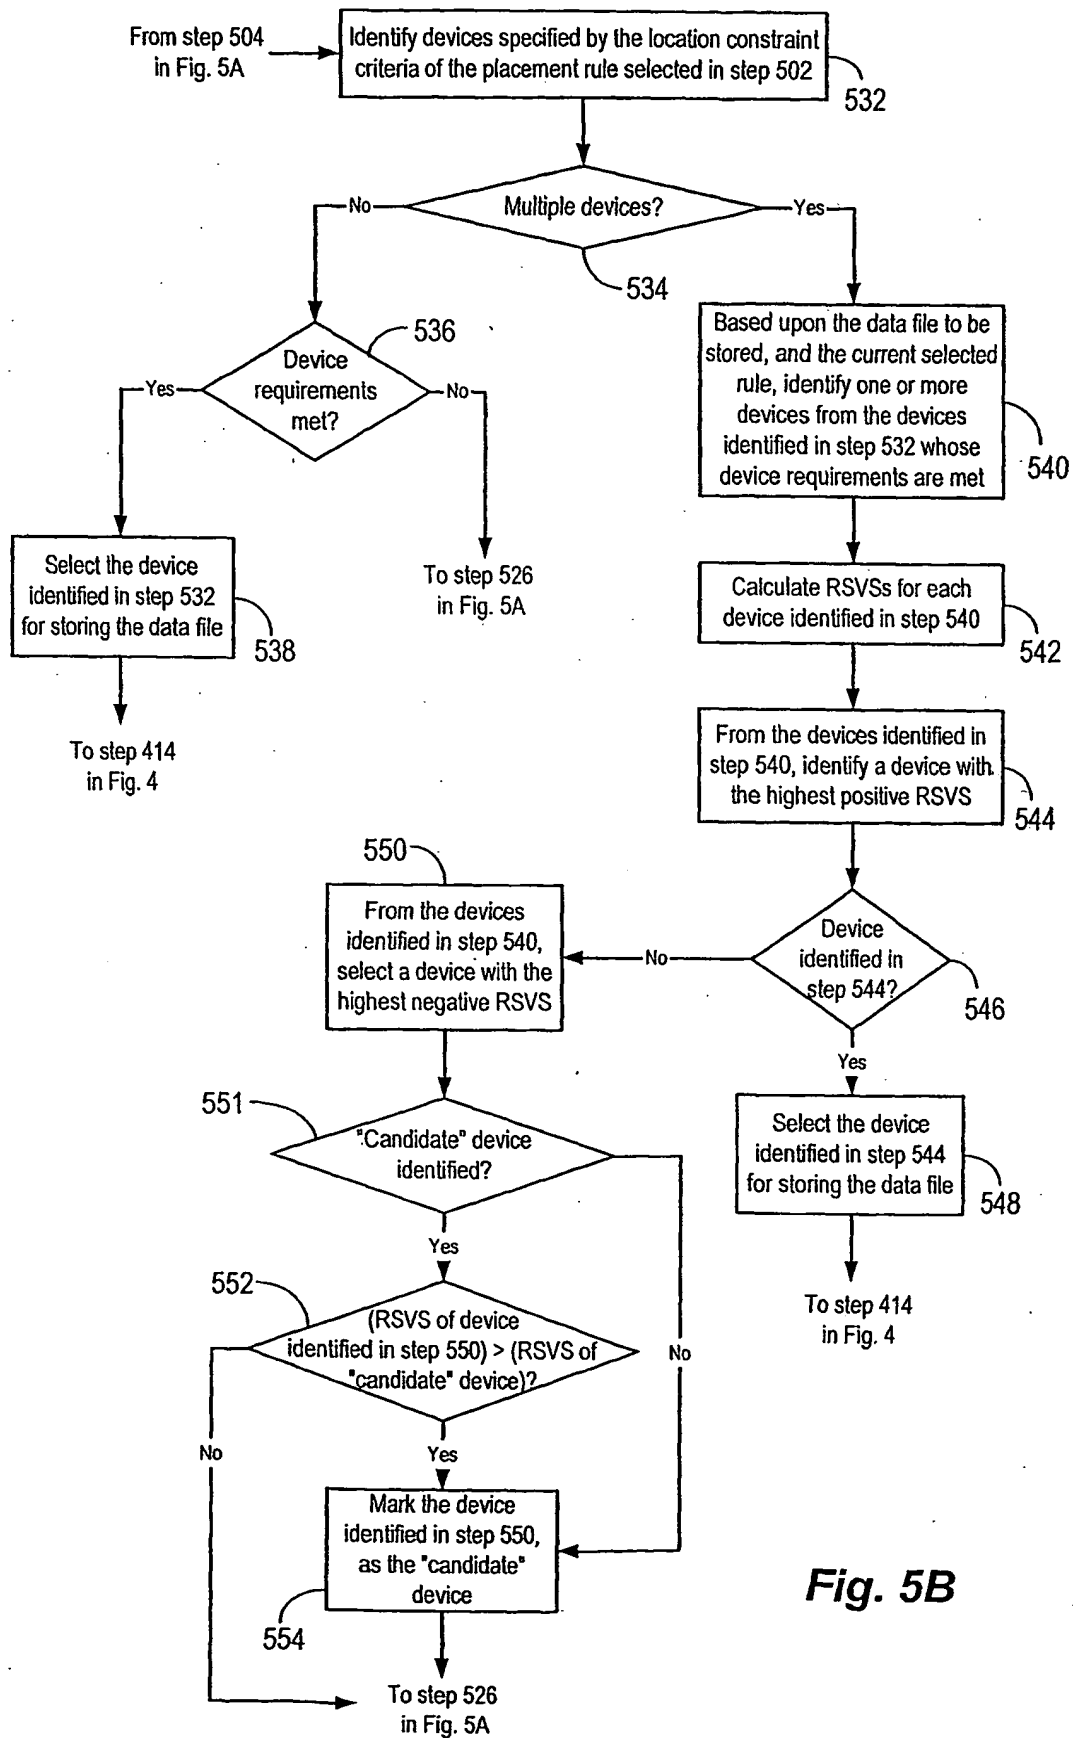 From step 504
in Fig. 5A
Identify devices specified by the location constraint
criteria of the placement rule selected in step 502
532
Multiple devices?
No
Yes
534
536
Device
requirements
met?
Yes
No
Based upon the data file to be
stored, and the current selected
rule, identify one or more
devices from the devices
identified in step 532 whose
device requirements are met
540
Select the device
identified in step 532
for storing the data file
538
To step 526
in Fig. 5A
Calculate RSVSs for each
device identified in step 540
542
To step 414
in Fig. 4
From the devices identified in
step 540, identify a device with
the highest positive RSVS
544
550
From the devices
identified in step 540,
select a device with the
highest negative RSVS
No
Device
identified in
step 544?
546
Yes
551
"Candidate" device
identified?
Select the device
identified in step 544
for storing the data file
548
Yes
552
(RSVS of device
identified in step 550) > (RSVS of
"candidate" device)?
No
To step 414
in Fig. 4
No
Yes
Mark the device
identified in step 550,
as the "candidate"
device
554
Fig. 5B
To step 526
in Fig. 5A